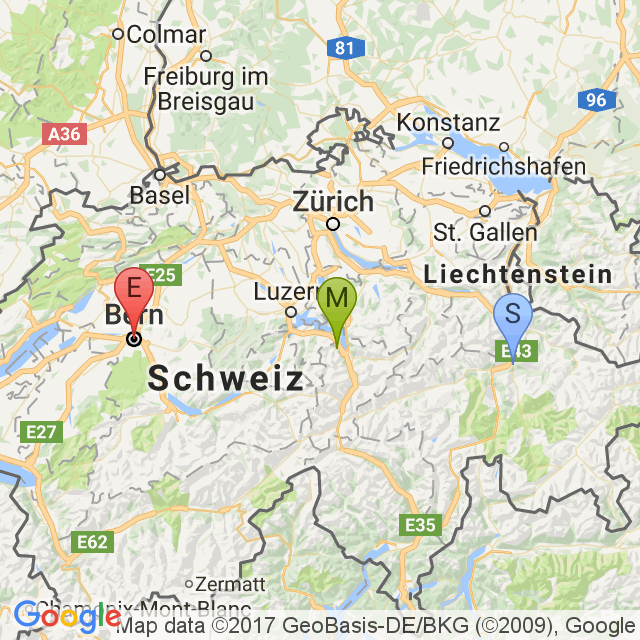 Colmar
81
Freiburg im
Breisgau
96
A36
Konstanz
Friedrichshafen
Basel
Zürich
St. Gallen
E25
Liechtenstein
E
Luzern
M
S
Bern
E43
Schweiz
E27
E35
E62
Zermatt
Chamonix-Mont-Blanc
Google
Map data ©2017 GeoBasis-DE/BKG (©2009), Google